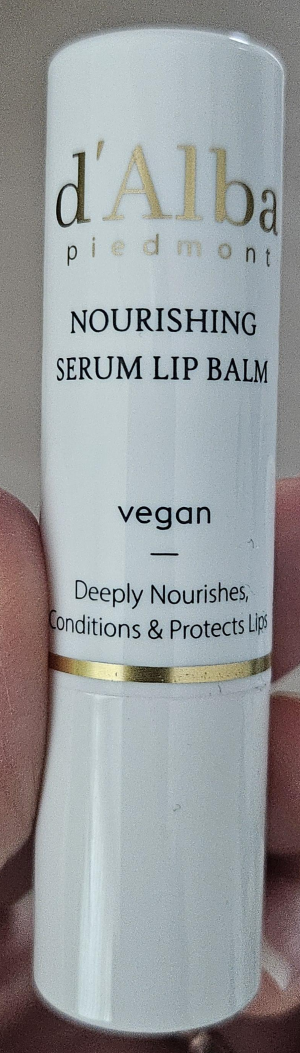 d'Alba
piedmont
NOURISHING
SERUM LIP BALM
vegan
Deeply Nourishes,
Conditions & Protects Lips